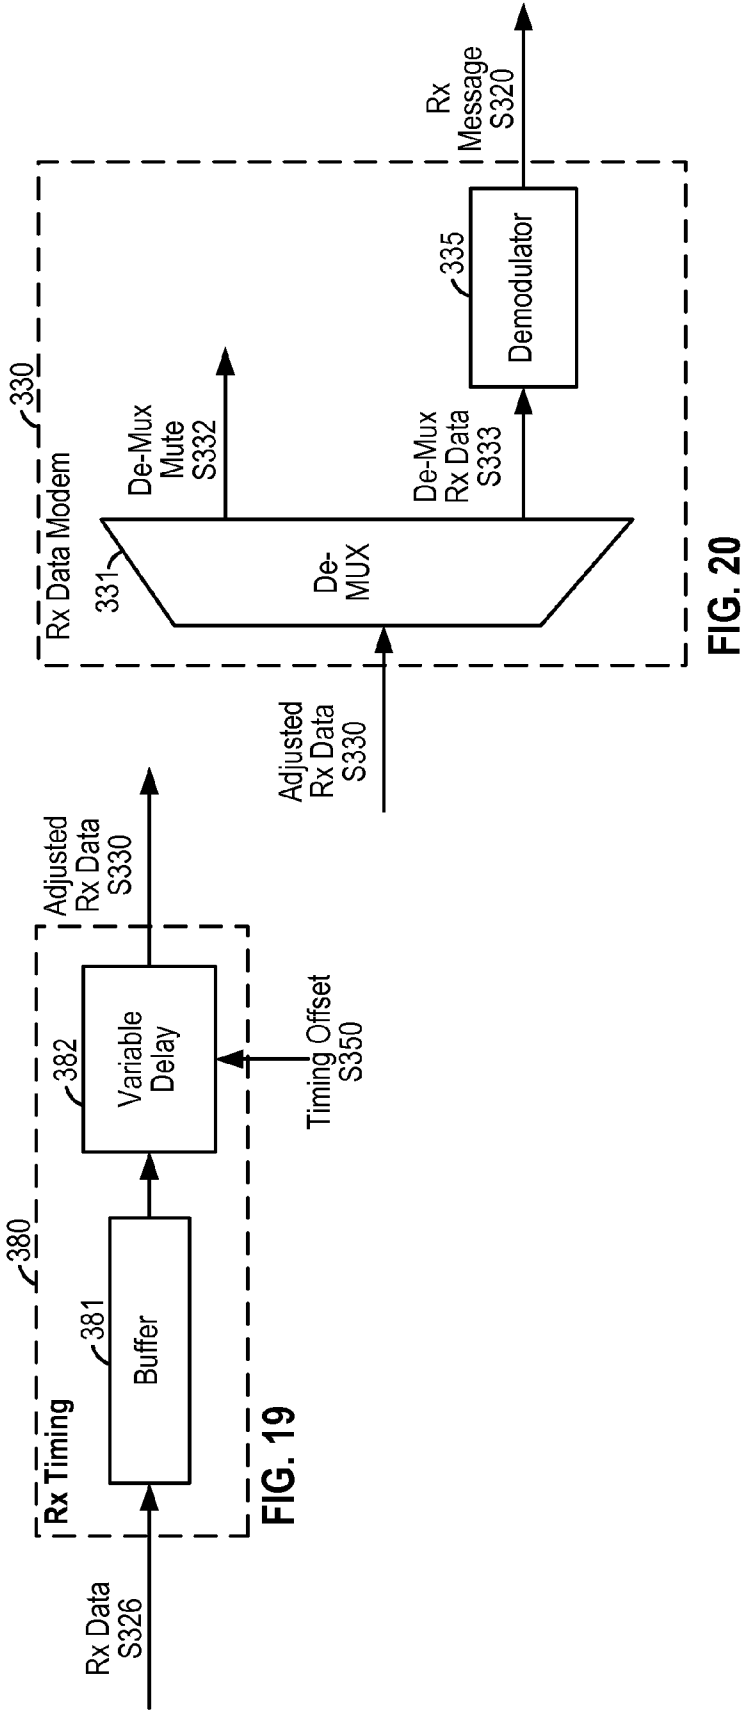 380
Rx Timing
Rx Data
S326
381
Buffer
382
Variable
Delay
Timing Offset
S350
Adjusted
Rx Data
S330
FIG. 19
330
Rx Data Modem
Adjusted
Rx Data
S330
331
De-
MUX
De-Mux
Mute
S332
De-Mux
Rx Data
S333
335
Demodulator
Rx
Message
S320
FIG. 20